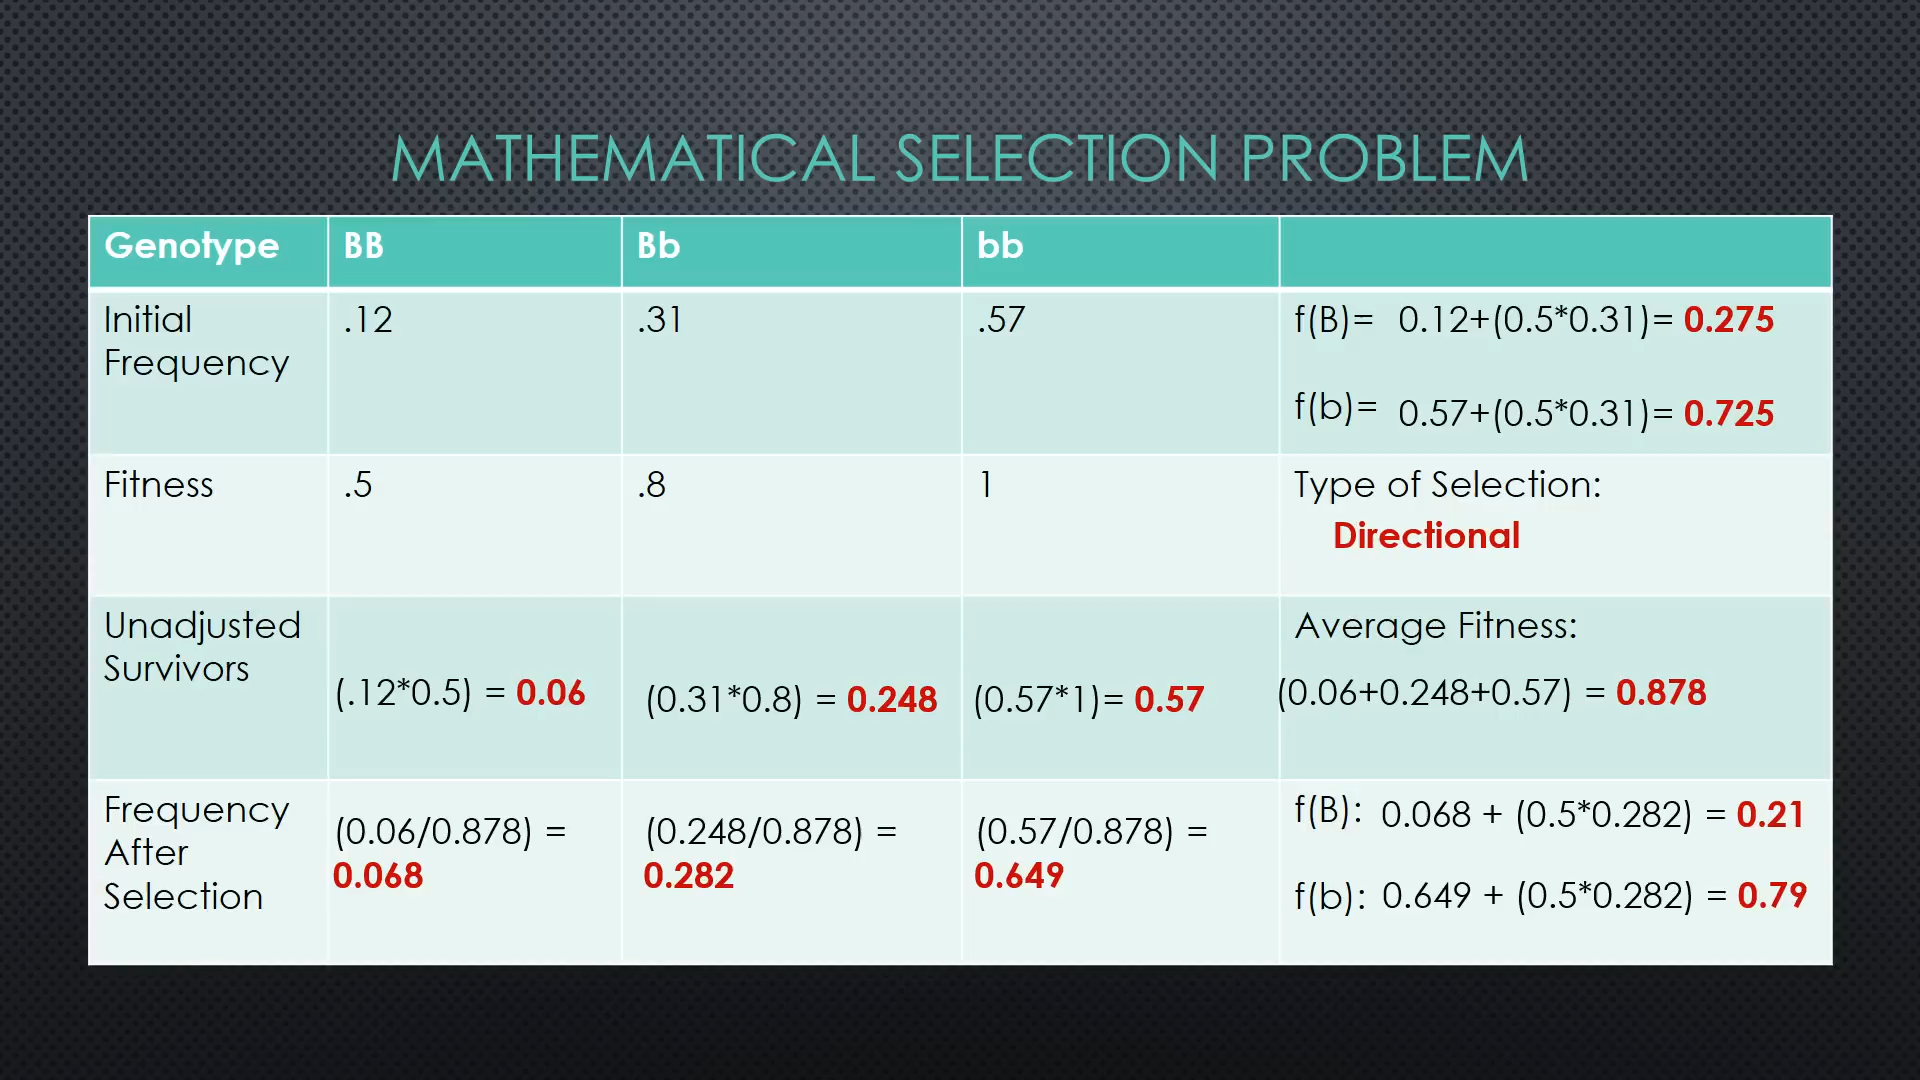 MATHEMATICAL SELECTION PROBLEM
Genotype BB Bb bb
Initial Frequency .12 .31 .57 f(B)= 0.12+(0.5*0.31)= 0.275
f(b)= 0.57+(0.5*0.31)= 0.725
Fitness .5 .8 1 Type of Selection:
Directional
Unadjusted Survivors (.12*0.5) = 0.06 (0.31*0.8) = 0.248 (0.57*1)= 0.57 Average Fitness:
(0.06+0.248+0.57) = 0.878
Frequency After Selection (0.06/0.878) = 0.068 (0.248/0.878) = 0.282 (0.57/0.878) = 0.649 f(B): 0.068 + (0.5*0.282) = 0.21
f(b): 0.649 + (0.5*0.282) = 0.79